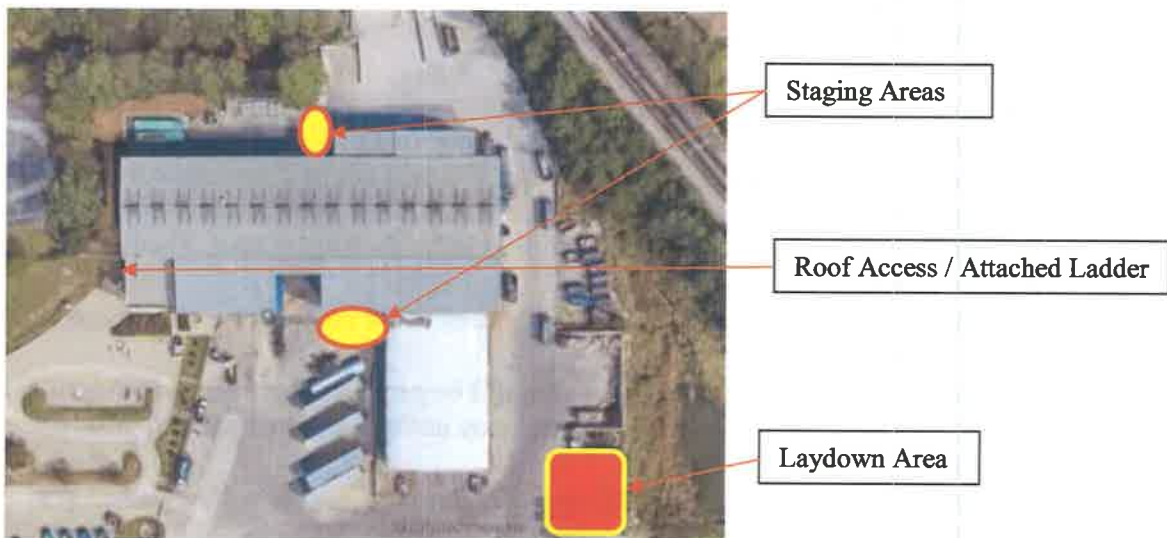 Staging Areas
Roof Access / Attached Ladder
Laydown Area